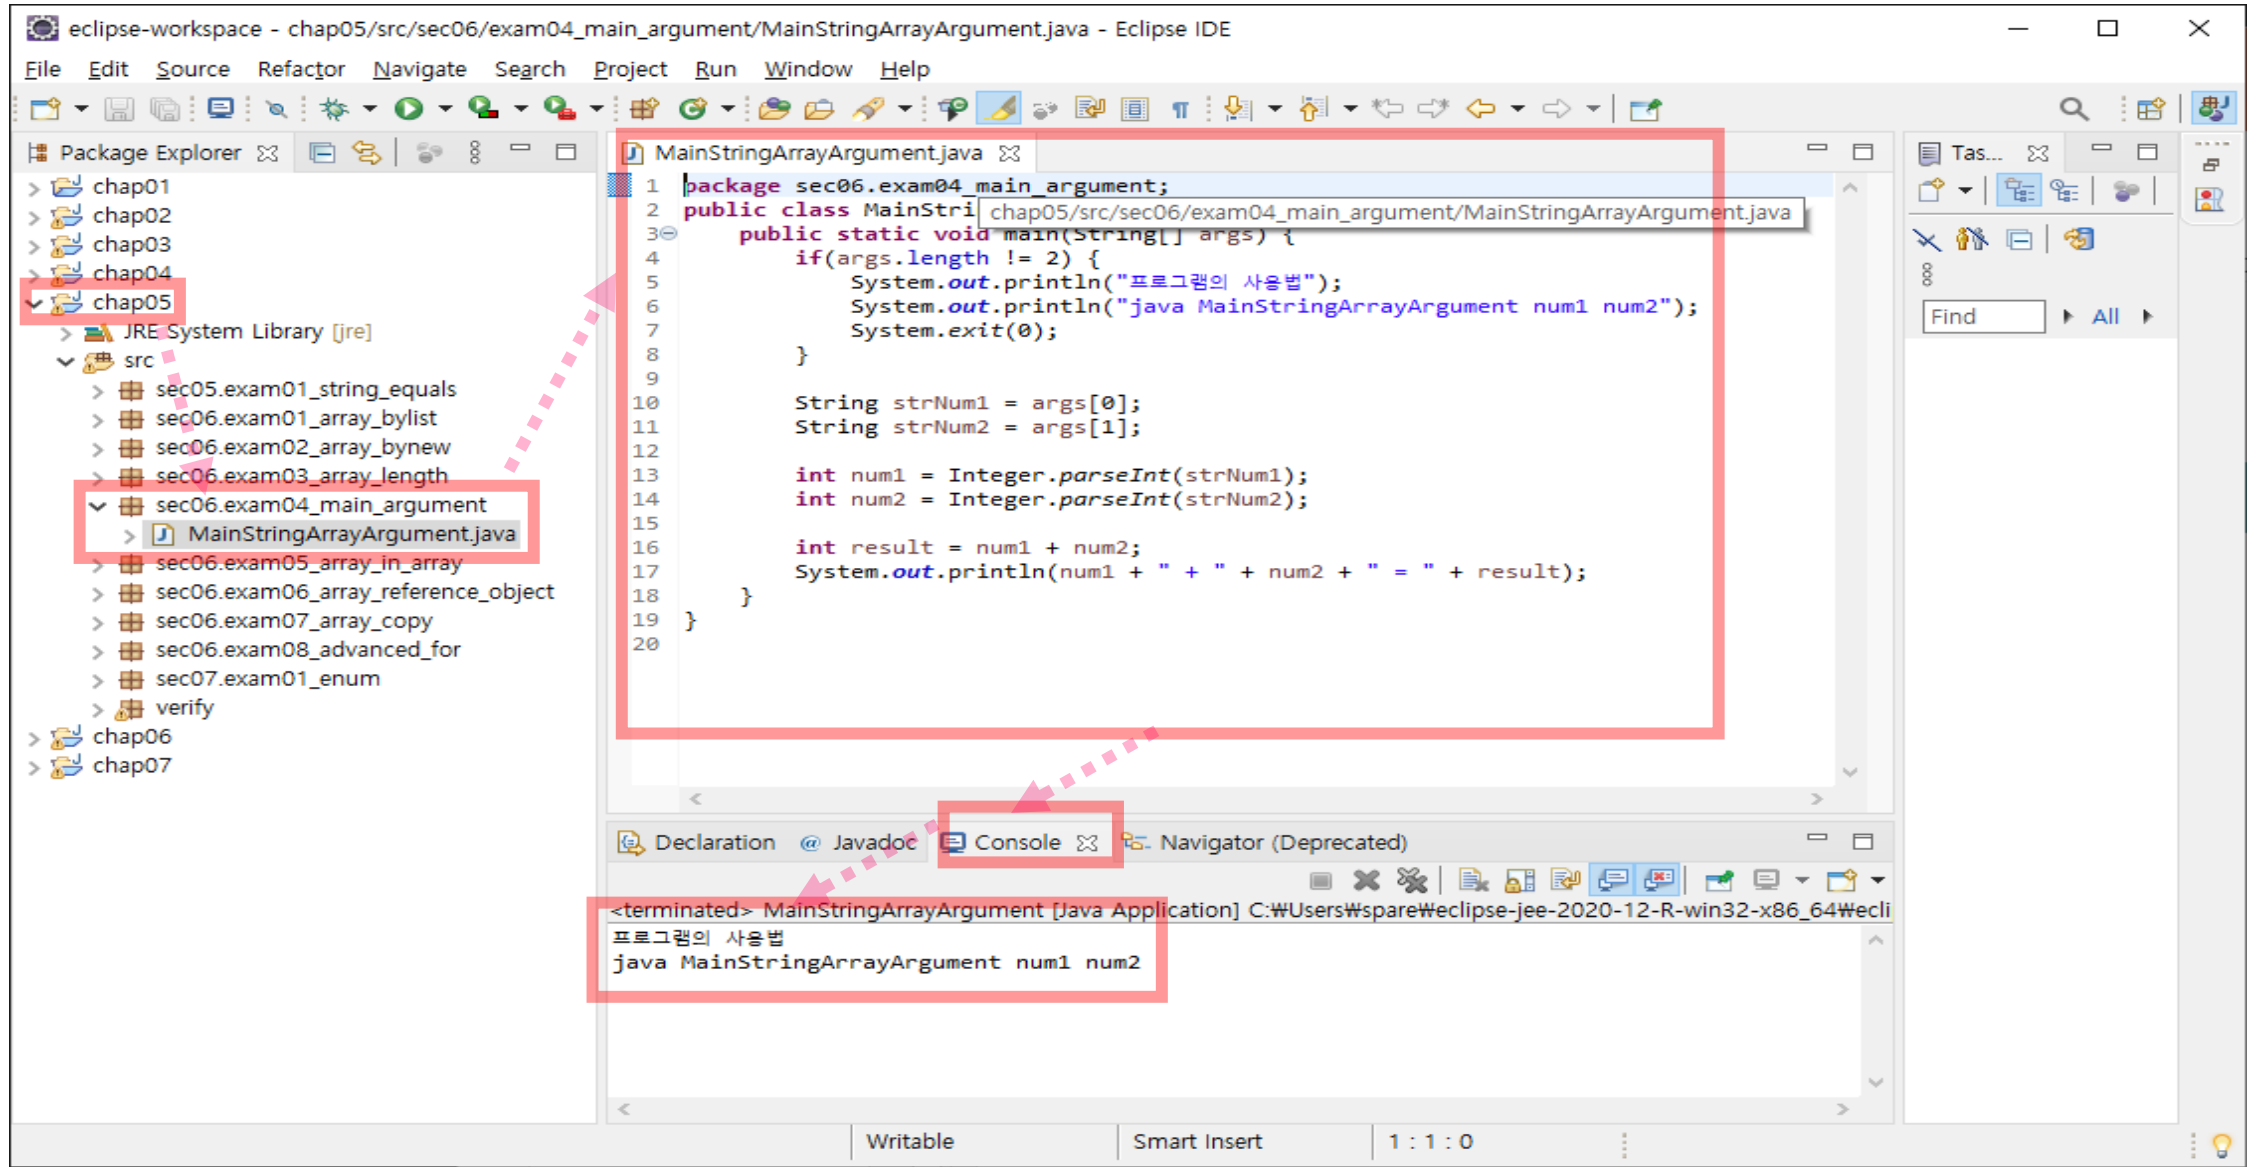 eclipse-workspace - chap05/src/sec06/exam04_main_argument/MainStringArrayArgument.java - Eclipse IDE
File Edit Source Refactor Navigate Search Project Run Window Help
Package Explorer
chap01
chap02
chap03
chap04
chap05
JRE System Library [jre]
src
sec05.exam01_string_equals
sec06.exam01_array_bylist
sec06.exam02_array_bynew
sec06.exam03_array_length
sec06.exam04_main_argument
MainStringArrayArgument.java
sec06.exam05_array_in_array
sec06.exam06_array_reference_object
sec06.exam07_array_copy
sec06.exam08_advanced_for
sec07.exam01_enum
verify
chap06
chap07
MainStringArrayArgument.java
1 package sec06.exam04_main_argument;
2 public class MainStri
chap05/src/sec06/exam04_main_argument/MainStringArrayArgument.java
3 public static void main(String[] args) {
4 if(args.length != 2) {
5 System.out.println("프로그램의 사용법");
6 System.out.println("java MainStringArrayArgument num1 num2");
7 System.exit(0);
8 }
9
10 String strNum1 = args[0];
11 String strNum2 = args[1];
12
13 int num1 = Integer.parseInt(strNum1);
14 int num2 = Integer.parseInt(strNum2);
15
16 int result = num1 + num2;
17 System.out.println(num1 + " + " + num2 + " = " + result);
18 }
19 }
20
Tas...
Find All
Declaration @ Javadoc Console Navigator (Deprecated)
<terminated> MainStringArrayArgument [Java Application] C:₩Users₩spare₩eclipse-jee-2020-12-R-win32-x86_64₩ecli
프로그램의 사용법
java MainStringArrayArgument num1 num2
Writable Smart Insert 1 : 1 : 0